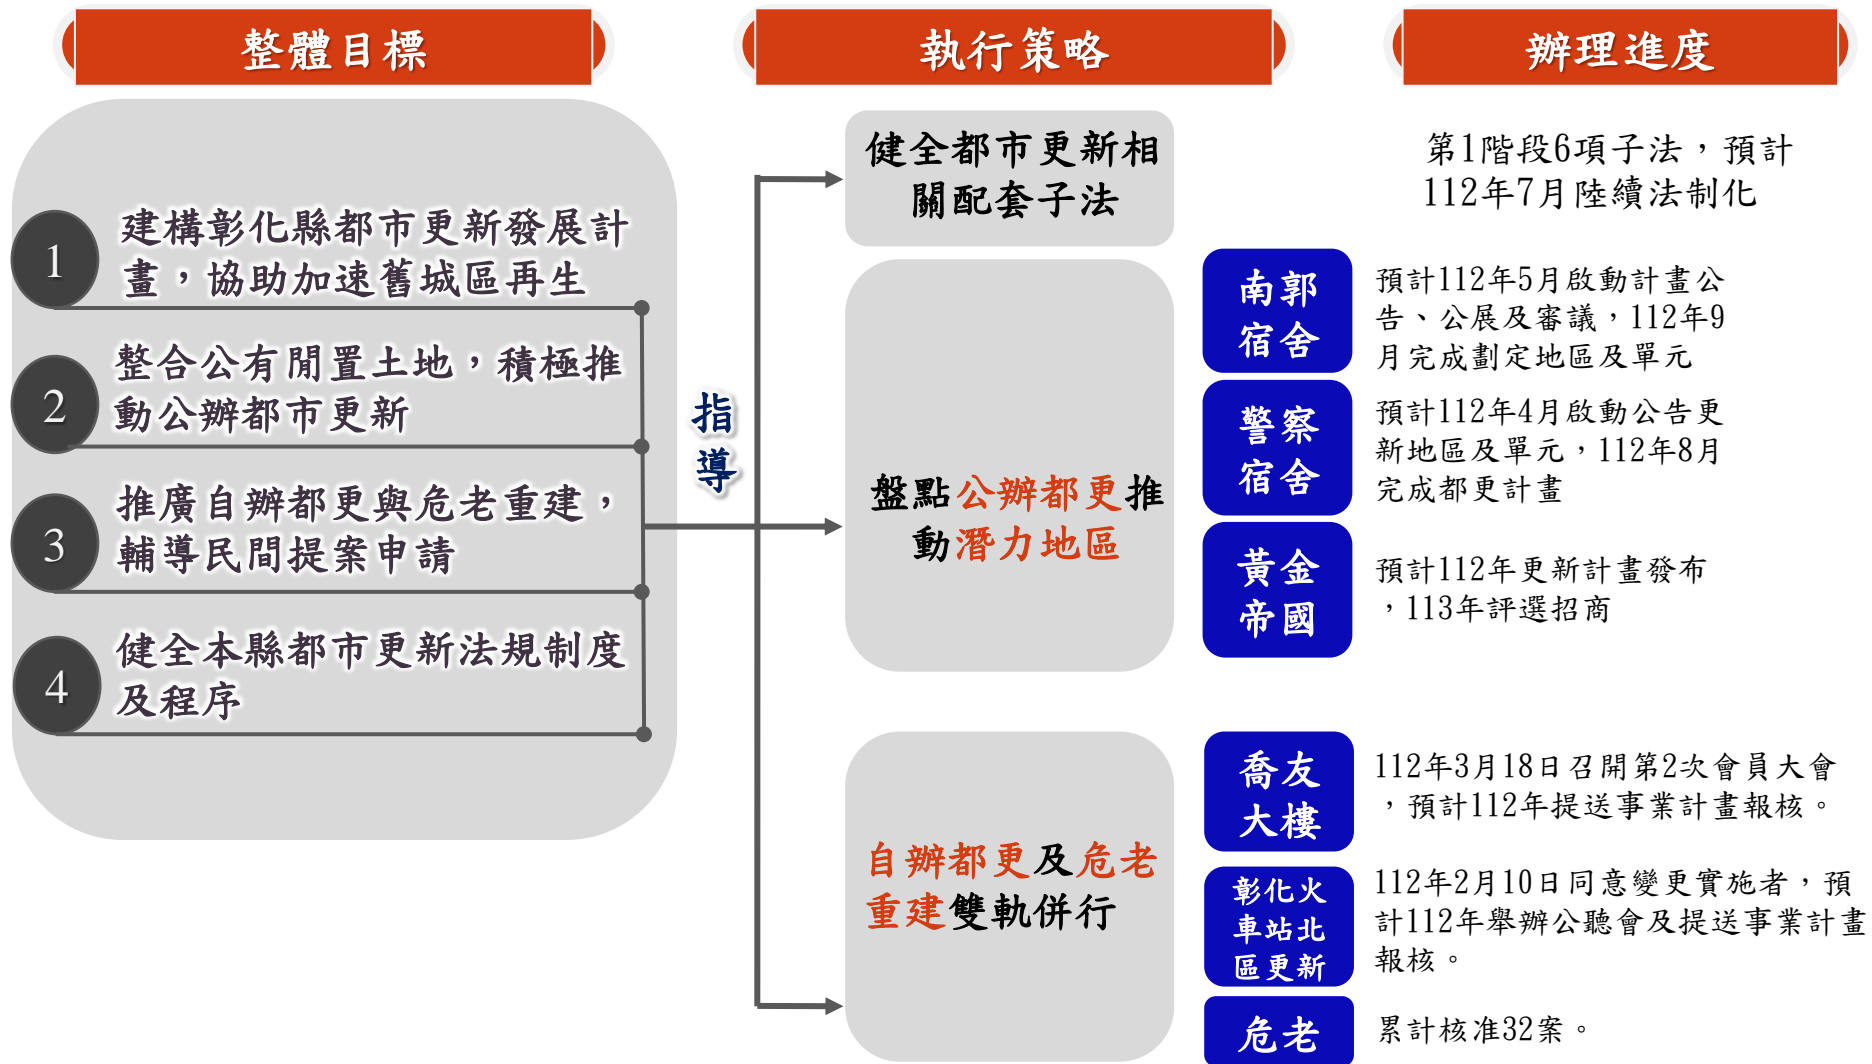 整體目標
執行策略
辦理進度
1
建構彰化縣都市更新發展計
畫，協助加速舊城區再生
2
整合公有閒置土地，積極推
動公辦都市更新
3
推廣自辦都更與危老重建，
輔導民間提案申請
4
健全本縣都市更新法規制度
及程序
指
導
健全都市更新相
關配套子法
第1階段6項子法，預計
112年7月陸續法制化
盤點公辦都更推
動潛力地區
南郭
宿舍
預計112年5月啟動計畫公
告、公展及審議，112年9
月完成劃定地區及單元
警察
宿舍
預計112年4月啟動公告更
新地區及單元，112年8月
完成都更計畫
黃金
帝國
預計112年更新計畫發布
，113年評選招商
自辦都更及危老
重建雙軌併行
喬友
大樓
112年3月18日召開第2次會員大會
，預計112年提送事業計畫報核。
彰化火
車站北
區更新
112年2月10日同意變更實施者，預
計112年舉辦公聽會及提送事業計畫
報核。
危老
累計核准32案。